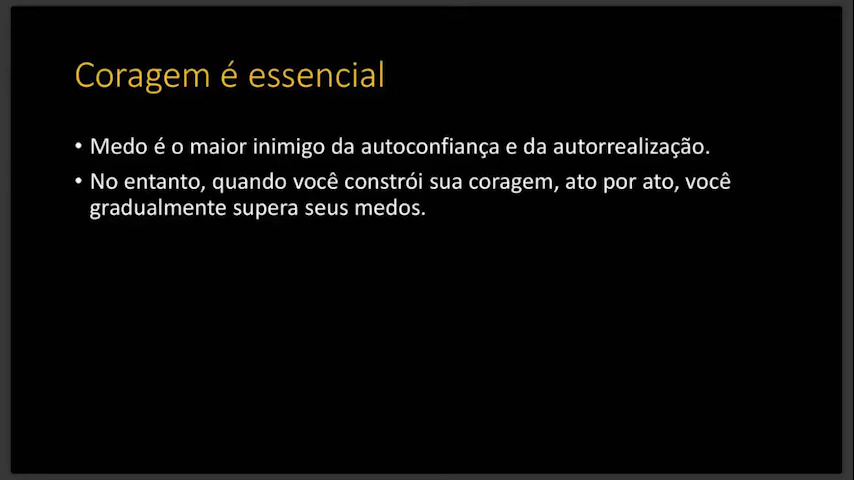 Coragem é essencial
• Medo é o maior inimigo da autoconfiança e da autorrealização.
• No entanto, quando você constrói sua coragem, ato por ato, você
gradualmente supera seus medos.